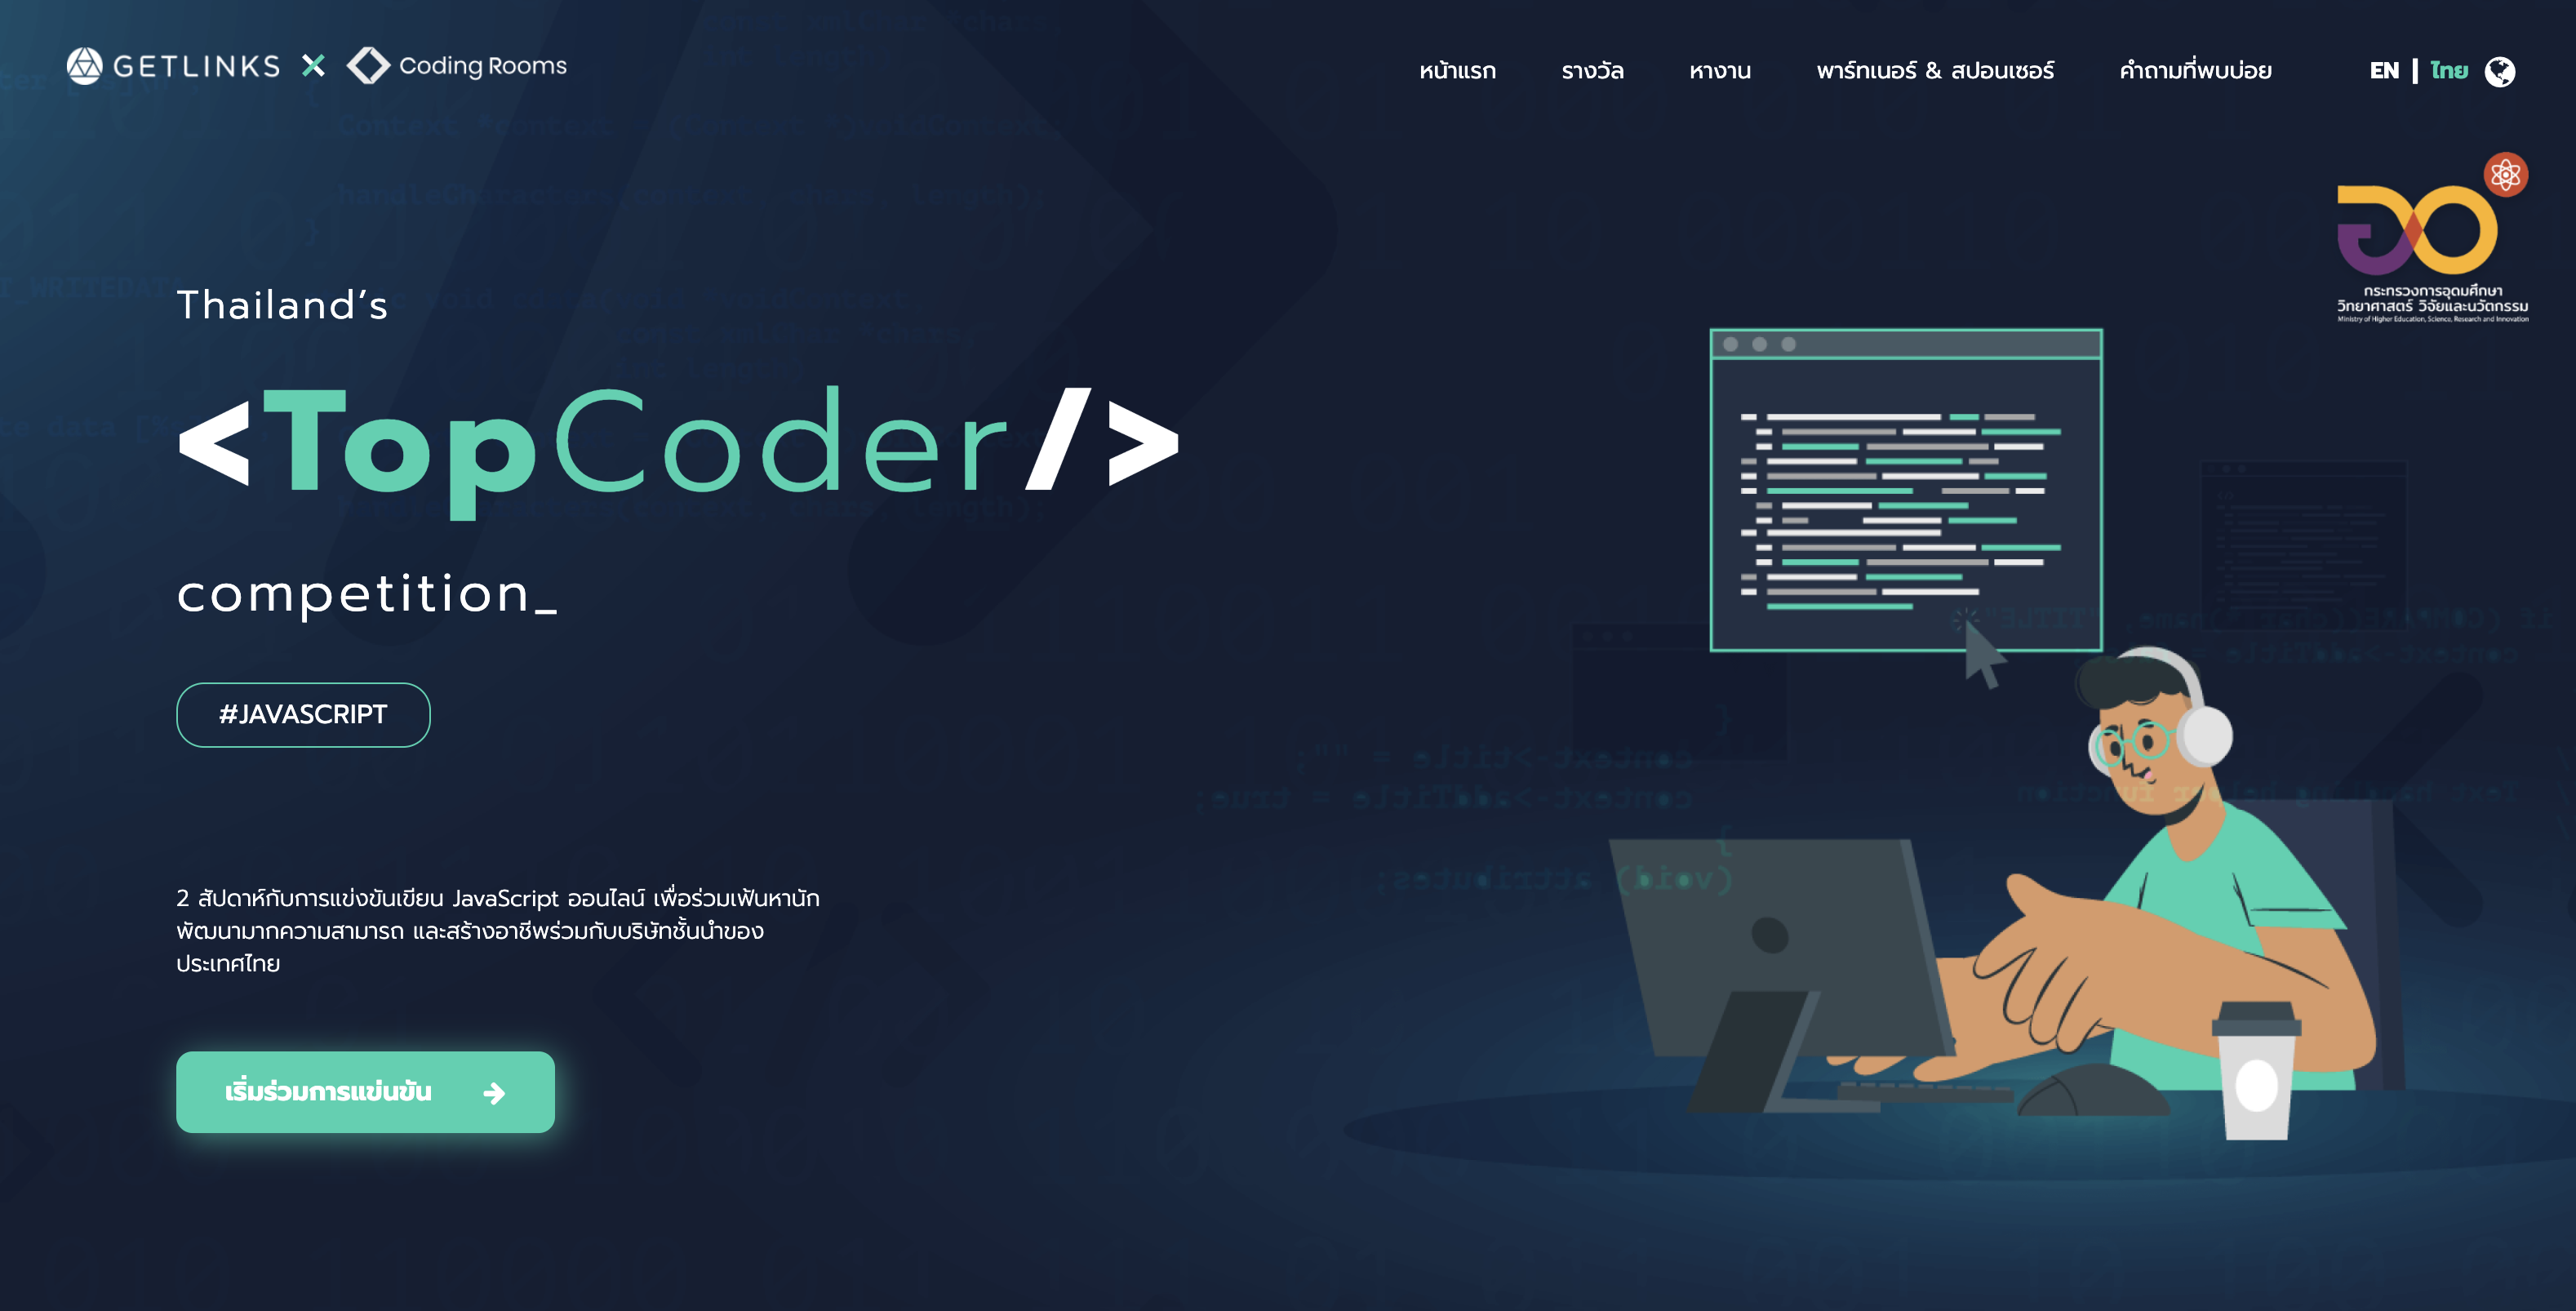 GETLINKS × Coding Rooms
หน้าแรก รางวัล หางาน พาร์ทเนอร์ & สปอนเซอร์ คำถามที่พบบ่อย EN | ไทย
กระทรวงการอุดมศึกษา
วิทยาศาสตร์ วิจัยและนวัตกรรม
Ministry of Higher Education, Science, Research and Innovation
Thailand’s
<TopCoder/>
competition_
#JAVASCRIPT
2 สัปดาห์กับการแข่งขันเขียน JavaScript ออนไลน์ เพื่อร่วมเฟ้นหานัก
พัฒนามากความสามารถ และสร้างอาชีพร่วมกับบริษัทชั้นนำของ
ประเทศไทย
เริ่มร่วมการแข่นขัน